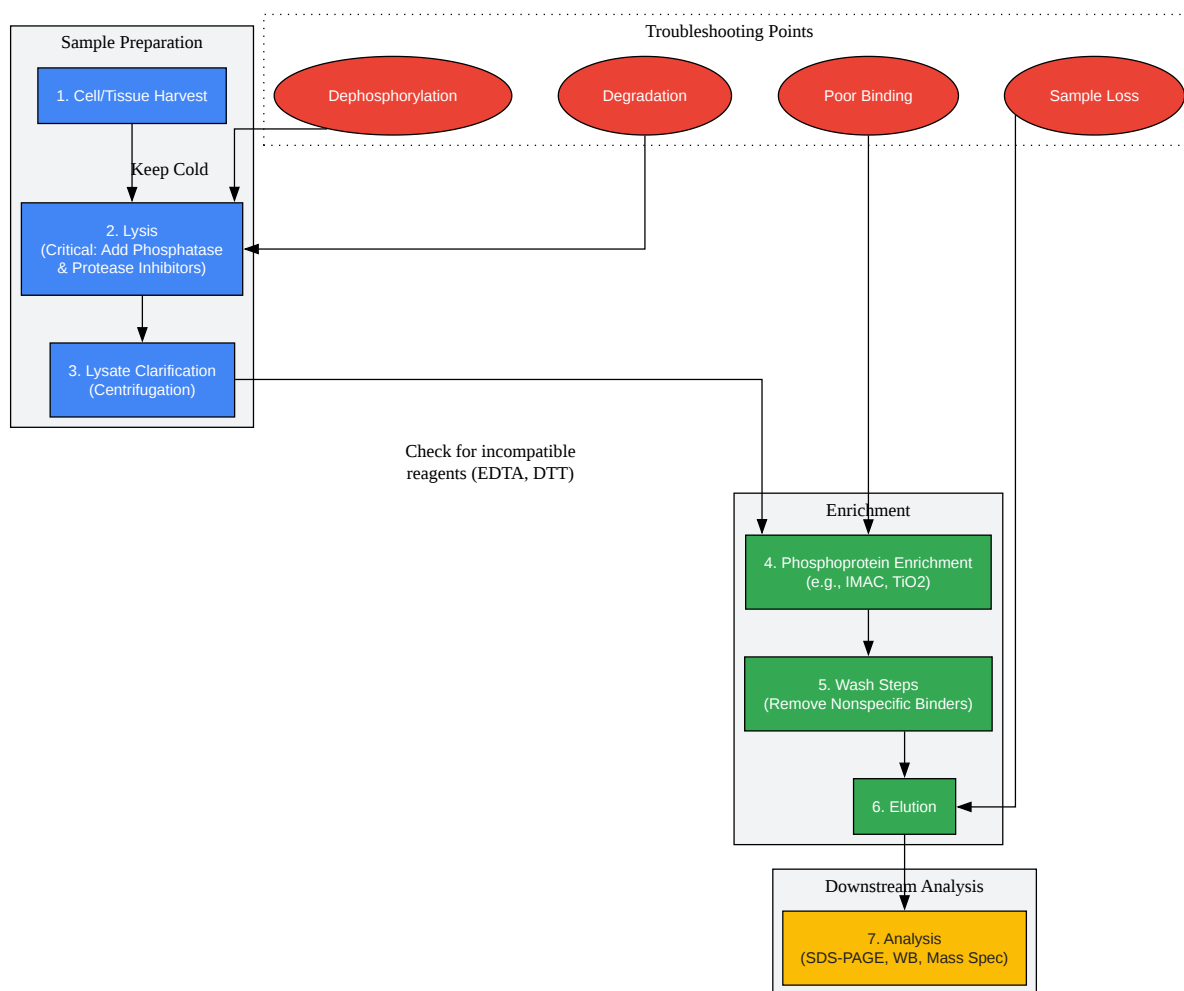 Sample Preparation
1. Cell/Tissue Harvest
Keep Cold
2. Lysis
(Critical: Add Phosphatase
& Protease Inhibitors)
3. Lysate Clarification
(Centrifugation)
Troubleshooting Points
Dephosphorylation
Degradation
Poor Binding
Sample Loss
Check for incompatible
reagents (EDTA, DTT)
Enrichment
4. Phosphoprotein Enrichment
(e.g., IMAC, TiO2)
5. Wash Steps
(Remove Nonspecific Binders)
6. Elution
Downstream Analysis
7. Analysis
(SDS-PAGE, WB, Mass Spec)